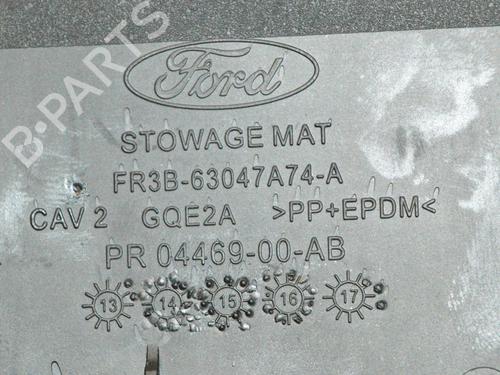 B-PARTS
Ford
STOWAGE MAT
FR3B-63047A74-A
CAV 2 GQE2A >PP+EPDM<
PR 04469-00-AB
13 14 15 16 17